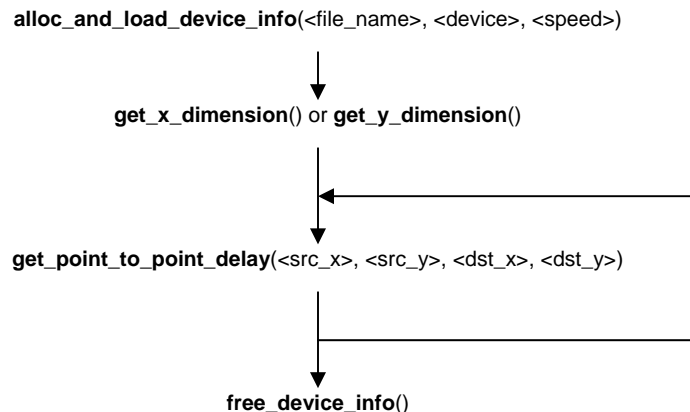 alloc_and_load_device_info(<file_name>, <device>, <speed>)
get_x_dimension() or get_y_dimension()
get_point_to_point_delay(<src_x>, <src_y>, <dst_x>, <dst_y>)
free_device_info()